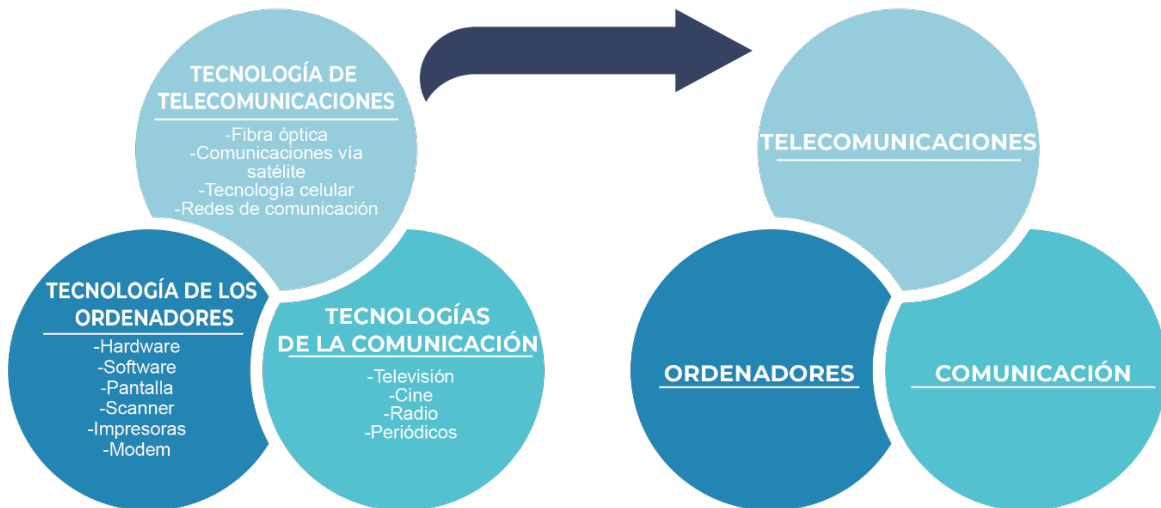 TECNOLOGÍA DE
TELECOMUNICACIONES
-Fibra óptica
-Comunicaciones vía
satélite
-Tecnología celular
-Redes de comunicación
TECNOLOGÍA DE LOS
ORDENADORES
-Hardware
-Software
-Pantalla
-Scanner
-Impresoras
-Modem
TECNOLOGÍAS
DE LA COMUNICACIÓN
-Televisión
-Cine
-Radio
-Periódicos
TELECOMUNICACIONES
ORDENADORES
COMUNICACIÓN